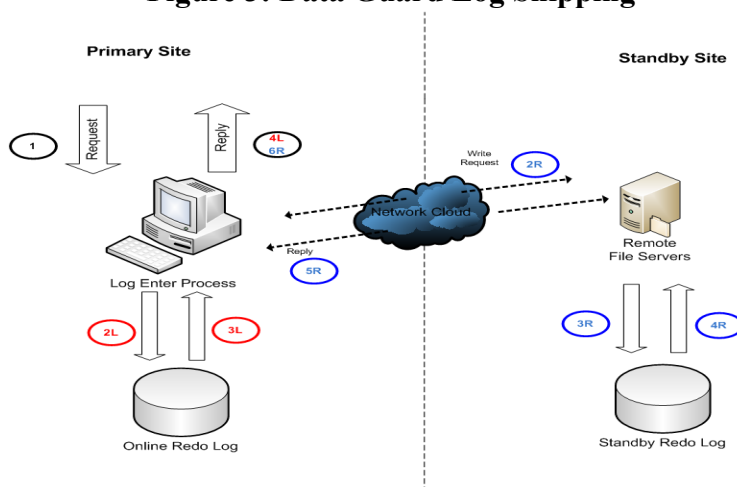 Figure 3: Data Guard Log Shipping
Primary Site
Standby Site
1
Request
Reply
4L
6R
Write
Request
2R
Network Cloud
Reply
5R
Log Enter Process
Remote
File Servers
2L
3L
3R
4R
Online Redo Log
Standby Redo Log